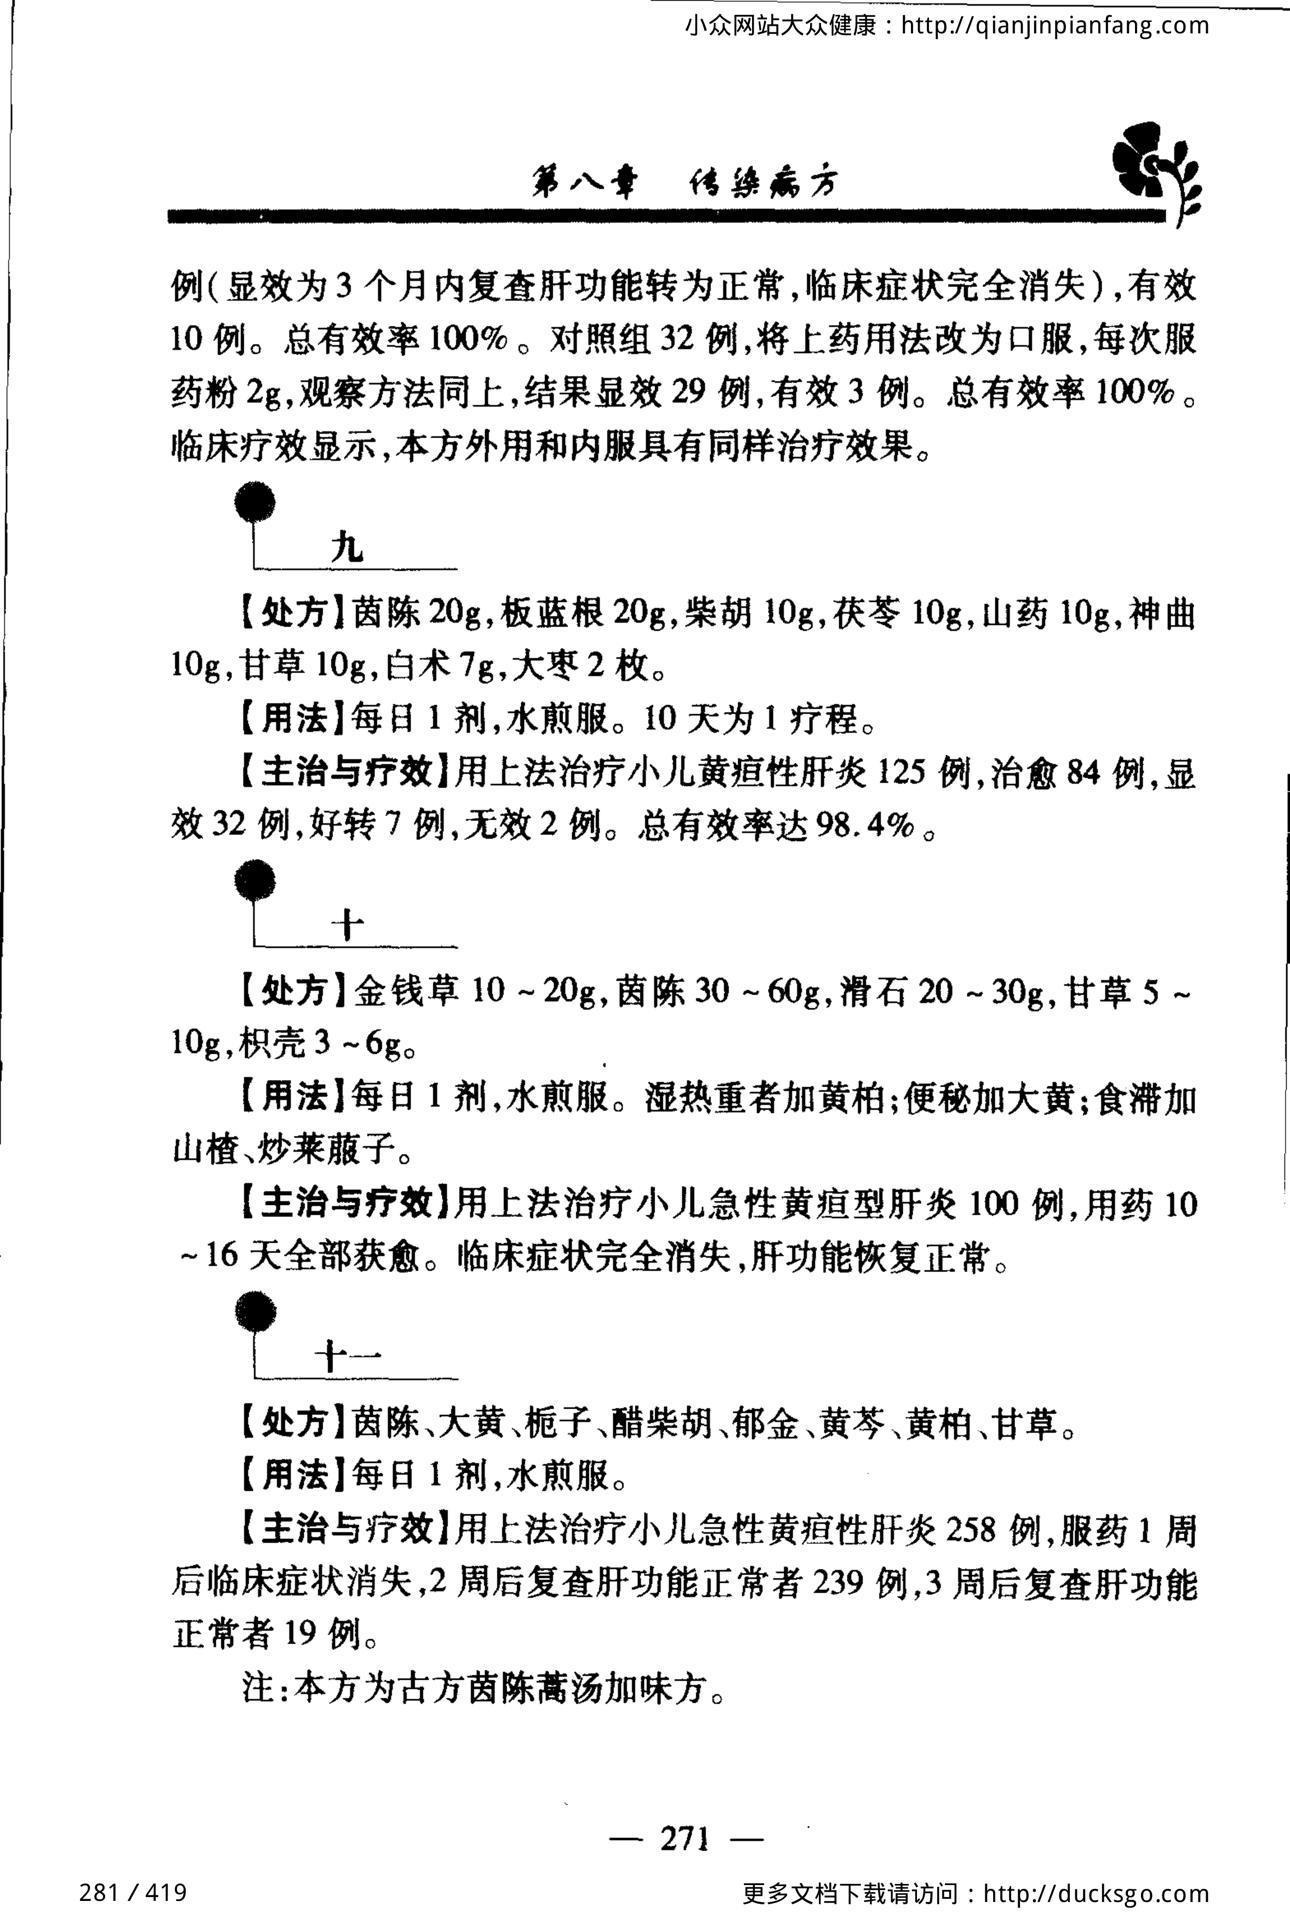 小众网站大众健康：http://qianjinpianfang.com
第八章 传染病方
例(显效为3个月内复查肝功能转为正常,临床症状完全消失),有效
10例。总有效率100%。对照组32例,将上药用法改为口服,每次服
药粉2g,观察方法同上,结果显效29例,有效3例。总有效率100%。
临床疗效显示,本方外用和内服具有同样治疗效果。
九
【处方】茵陈20g,板蓝根20g,柴胡10g,茯苓10g,山药10g,神曲
10g,甘草10g,白术7g,大枣2枚。
【用法】每日1剂,水煎服。10天为1疗程。
【主治与疗效】用上法治疗小儿黄疸性肝炎125例,治愈84例,显
效32例,好转7例,无效2例。总有效率达98.4%。
十
【处方】金钱草10~20g,茵陈30~60g,滑石20~30g,甘草5~
10g,枳壳3~6g。
【用法】每日1剂,水煎服。湿热重者加黄柏;便秘加大黄;食滞加
山楂、炒莱菔子。
【主治与疗效】用上法治疗小儿急性黄疸型肝炎100例,用药10
~16天全部获愈。临床症状完全消失,肝功能恢复正常。
十一
【处方】茵陈、大黄、栀子、醋柴胡、郁金、黄芩、黄柏、甘草。
【用法】每日1剂,水煎服。
【主治与疗效】用上法治疗小儿急性黄疸性肝炎258例,服药1周
后临床症状消失,2周后复查肝功能正常者239例,3周后复查肝功能
正常者19例。
注:本方为古方茵陈蒿汤加味方。
— 271 —
281 / 419
更多文档下载请访问：http://ducksgo.com